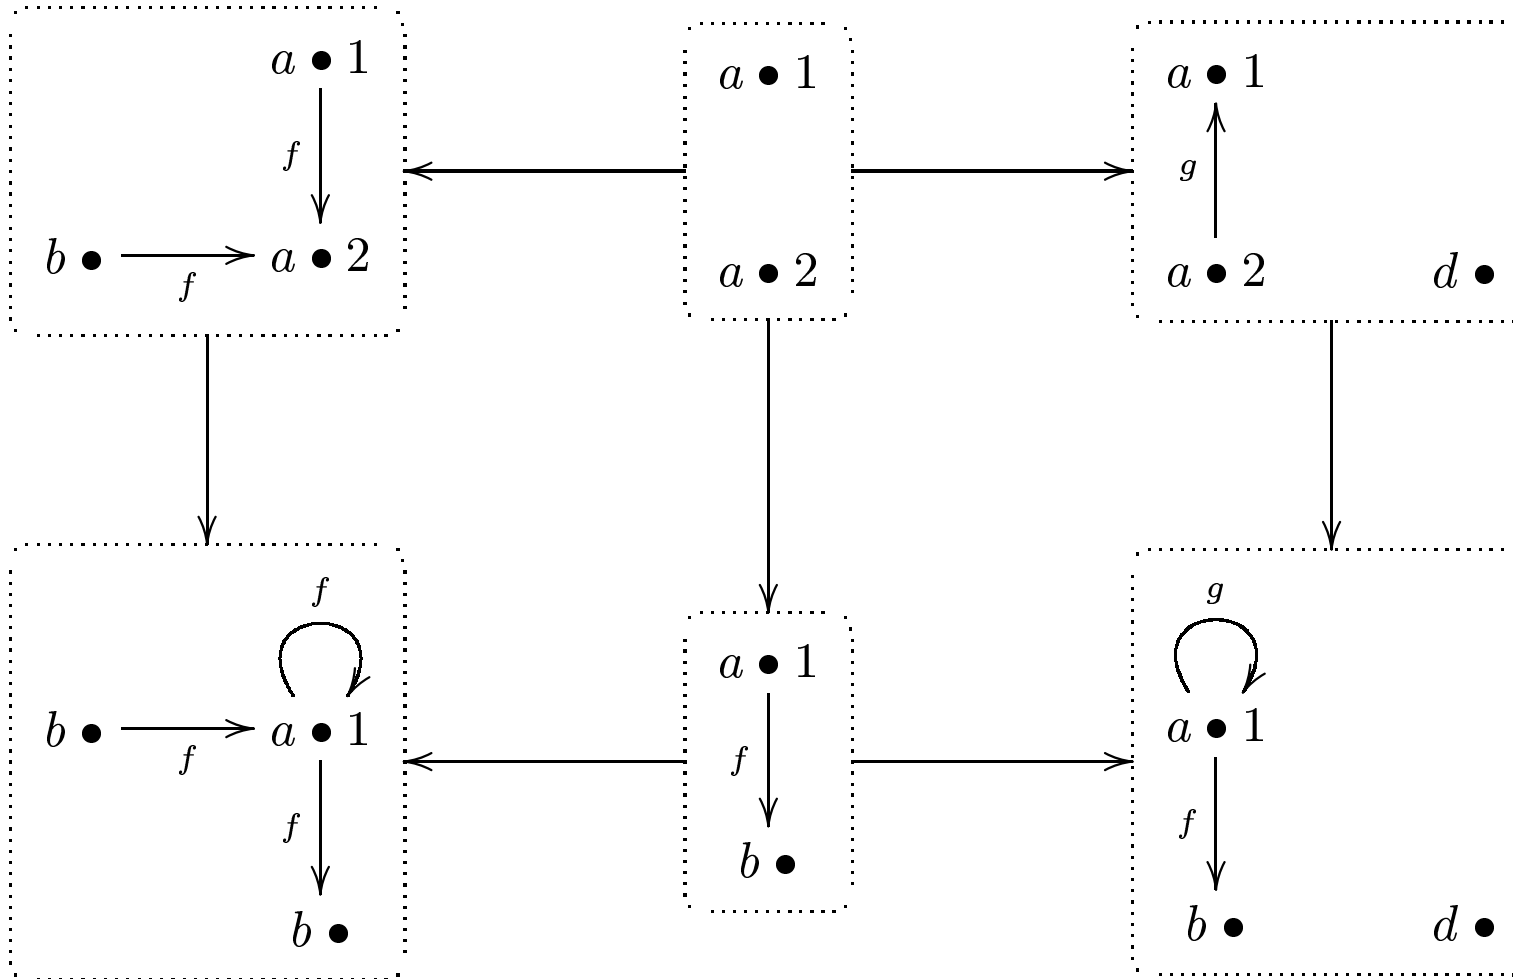 a • 1 a • 1 a • 1
f g
b • a • 2 a • 2 a • 2 d •
f
f g
a • 1
b • a • 1 a • 1
f f
f f
b •
b • b • d •